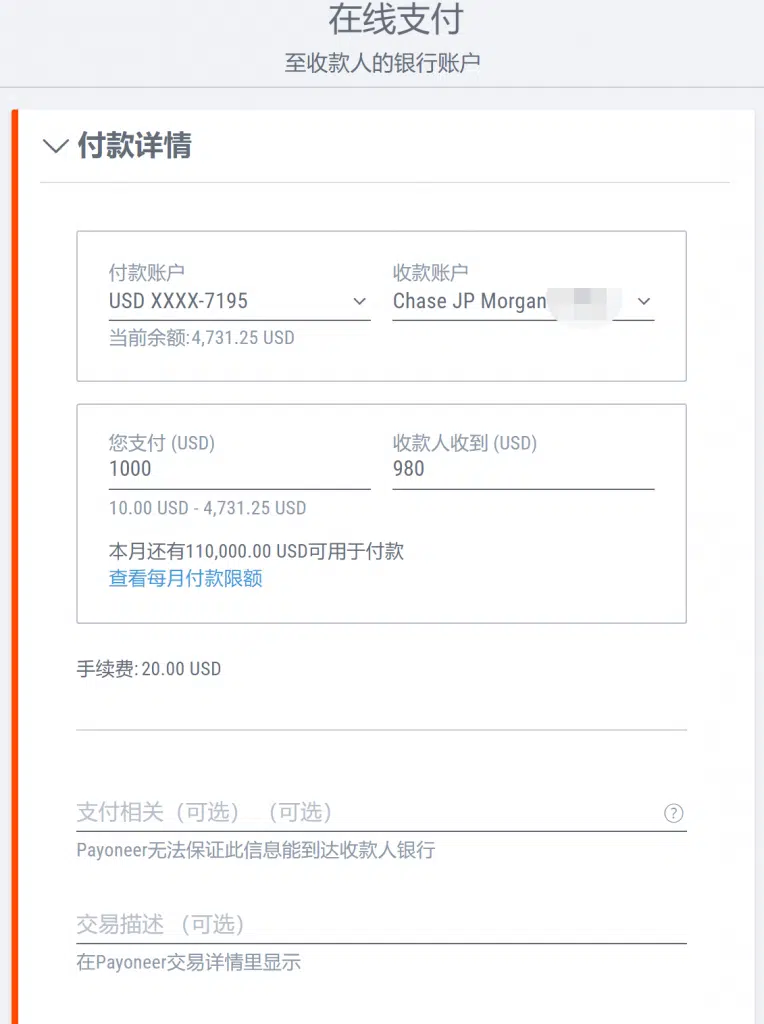 在线支付
至收款人的银行账户
付款详情
付款账户
USD XXXX-7195
当前余额:4,731.25 USD
收款账户
Chase JP Morgan
您支付 (USD)
1000
10.00 USD - 4,731.25 USD
收款人收到 (USD)
980
本月还有110,000.00 USD可用于付款
查看每月付款限额
手续费: 20.00 USD
支付相关（可选）（可选）
?
Payoneer无法保证此信息能到达收款人银行
交易描述（可选）
在Payoneer交易详情里显示